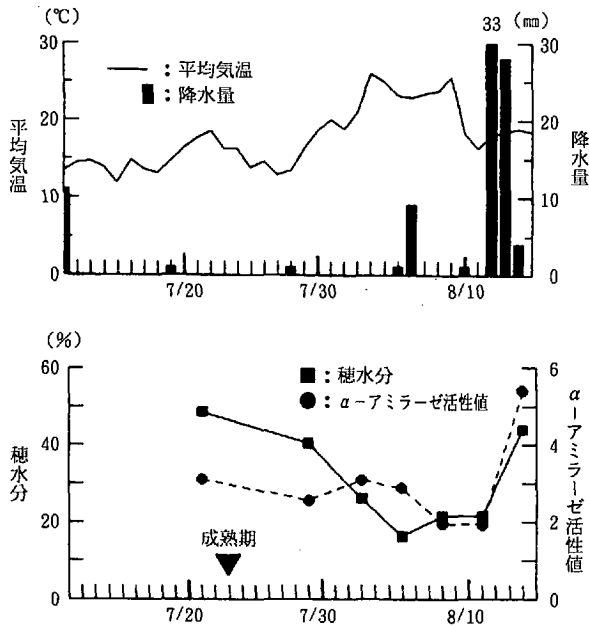 (℃)
33 (㎜)
30
20
10
0
平均気温
— : 平均気温
■ : 降水量
30
20
10
0
降水量
7/20
7/30
8/10
(%)
60
40
20
0
穂水分
■ : 穂水分
● : α－アミラーゼ活性値
成熟期
6
4
2
0
α－アミラーゼ活性値
7/20
7/30
8/10